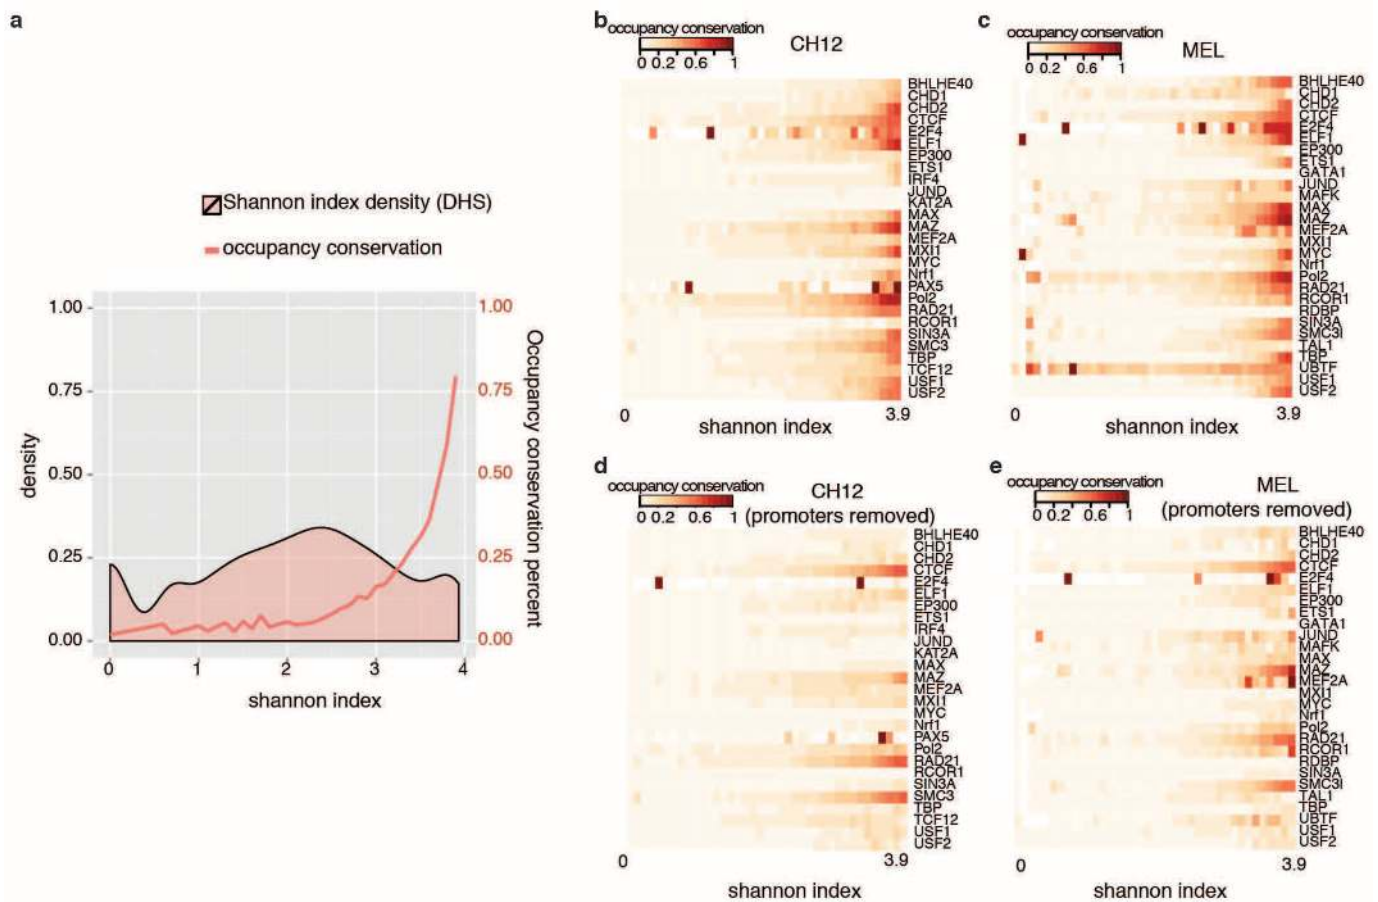 a
Shannon index density (DHS)
occupancy conservation
1.00
0.75
0.50
0.25
0.00
density
1.00
0.75
0.50
0.25
0.00
Occupancy conservation percent
0 1 2 3 4
shannon index
b
occupancy conservation
0 0.2 0.6 1
CH12
BHLHE40
CHD1
CHD2
CTCF
E2F4
ELF1
EP300
ETS1
IRF4
JUND
KAT2A
MAX
MAZ
MEF2A
MXI1
MYC
Nrf1
PAX5
Pol2
RAD21
RCOR1
SIN3A
SMC3
TBP
TCF12
USF1
USF2
0 3.9
shannon index
c
occupancy conservation
0 0.2 0.6 1
MEL
BHLHE40
CHD1
CHD2
CTCF
E2F4
ELF1
EP300
ETS1
GATA1
JUND
MAFK
MAX
MAZ
MEF2A
MXI1
MYC
Nrf1
Pol2
RAD21
RCOR1
RDBP
SIN3A
SMC3I
TAL1
TBP
UBTF
USF1
USF2
0 3.9
shannon index
d
occupancy conservation
0 0.2 0.6 1
CH12
(promoters removed)
BHLHE40
CHD1
CHD2
CTCF
E2F4
ELF1
EP300
ETS1
IRF4
JUND
KAT2A
MAX
MAZ
MEF2A
MXI1
MYC
Nrf1
PAX5
Pol2
RAD21
RCOR1
SIN3A
SMC3
TBP
TCF12
USF1
USF2
0 3.9
shannon index
e
occupancy conservation
0 0.2 0.6 1
MEL
(promoters removed)
BHLHE40
CHD1
CHD2
CTCF
E2F4
ELF1
EP300
ETS1
GATA1
JUND
MAFK
MAX
MAZ
MEF2A
MXI1
MYC
Nrf1
Pol2
RAD21
RCOR1
RDBP
SIN3A
SMC3I
TAL1
TBP
UBTF
USF1
USF2
0 3.9
shannon index